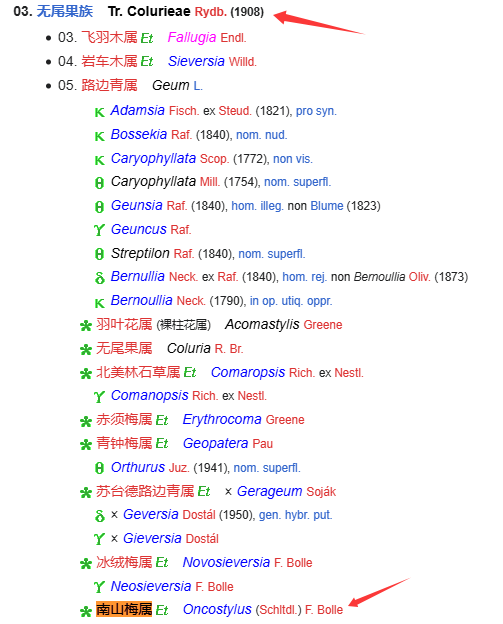 03. 无尾果族 Tr. Colurieae Rydb. (1908)
03. 飞羽木属 Et Fallugia Endl.
04. 岩车木属 Et Sieversia Willd.
05. 路边青属 Geum L.
κ Adamsia Fisch. ex Steud. (1821), pro syn.
κ Bossekia Raf. (1840), nom. nud.
κ Caryophyllata Scop. (1772), non vis.
θ Caryophyllata Mill. (1754), nom. superfl.
θ Geunsia Raf. (1840), hom. illeg. non Blume (1823)
ϒ Geuncus Raf.
θ Streptilon Raf. (1840), nom. superfl.
δ Bernullia Neck. ex Raf. (1840), hom. rej. non Bernoullia Oliv. (1873)
κ Bernoullia Neck. (1790), in op. utiq. oppr.
羽叶花属 (裸柱花属) Acomastylis Greene
无尾果属 Coluria R. Br.
北美林石草属 Et Comaropsis Rich. ex Nestl.
ϒ Comanopsis Rich. ex Nestl.
赤须梅属 Et Erythrocoma Greene
青钟梅属 Et Geopatera Pau
θ Orthurus Juz. (1941), nom. superfl.
苏台德路边青属 Et × Gerageum Soják
δ × Geversia Dostál (1950), gen. hybr. put.
ϒ × Gieversia Dostál
冰绒梅属 Et Novosieversia F. Bolle
ϒ Neosieversia F. Bolle
南山梅属 Et Oncostylus (Schltdl.) F. Bolle